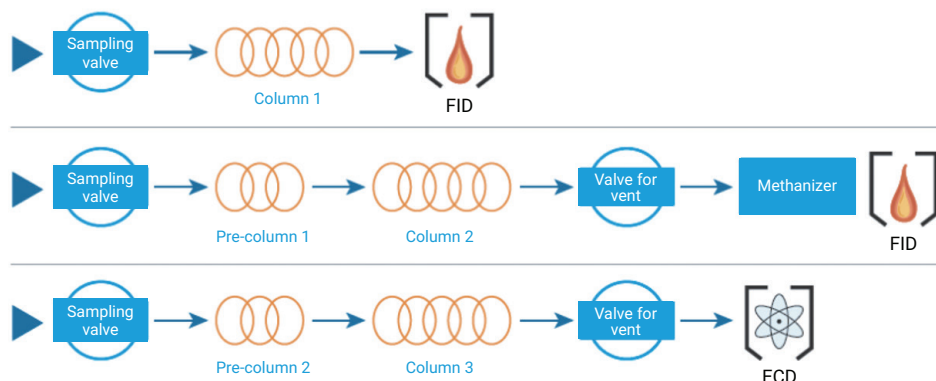 Sampling
valve
Column 1
FID
Sampling
valve
Pre-column 1
Column 2
Valve for
vent
Methanizer
FID
Sampling
valve
Pre-column 2
Column 3
Valve for
vent
ECD